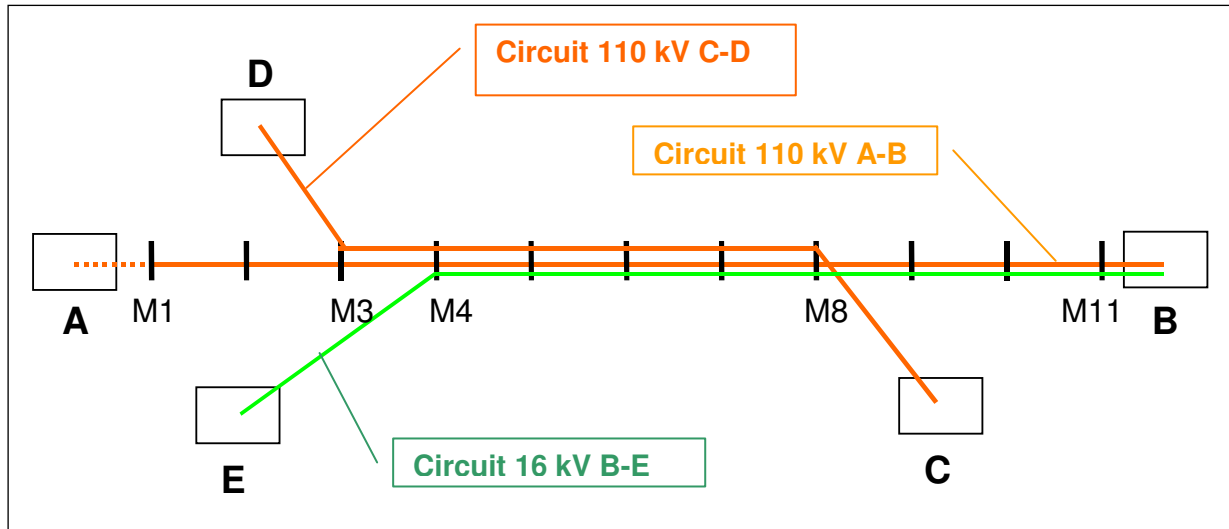 Circuit 110 kV C-D
D
Circuit 110 kV A-B
A
M1
M3
M4
M8
M11
B
E
Circuit 16 kV B-E
C